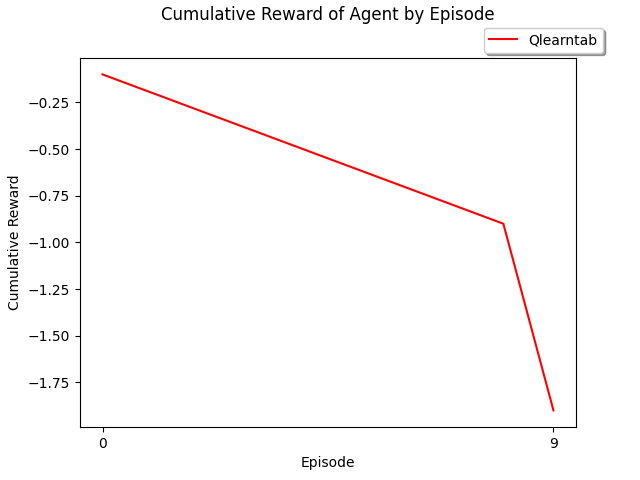 Cumulative Reward of Agent by Episode
Qlearntab
−0.25
−0.50
−0.75
−1.00
−1.25
−1.50
−1.75
Cumulative Reward
0
9
Episode